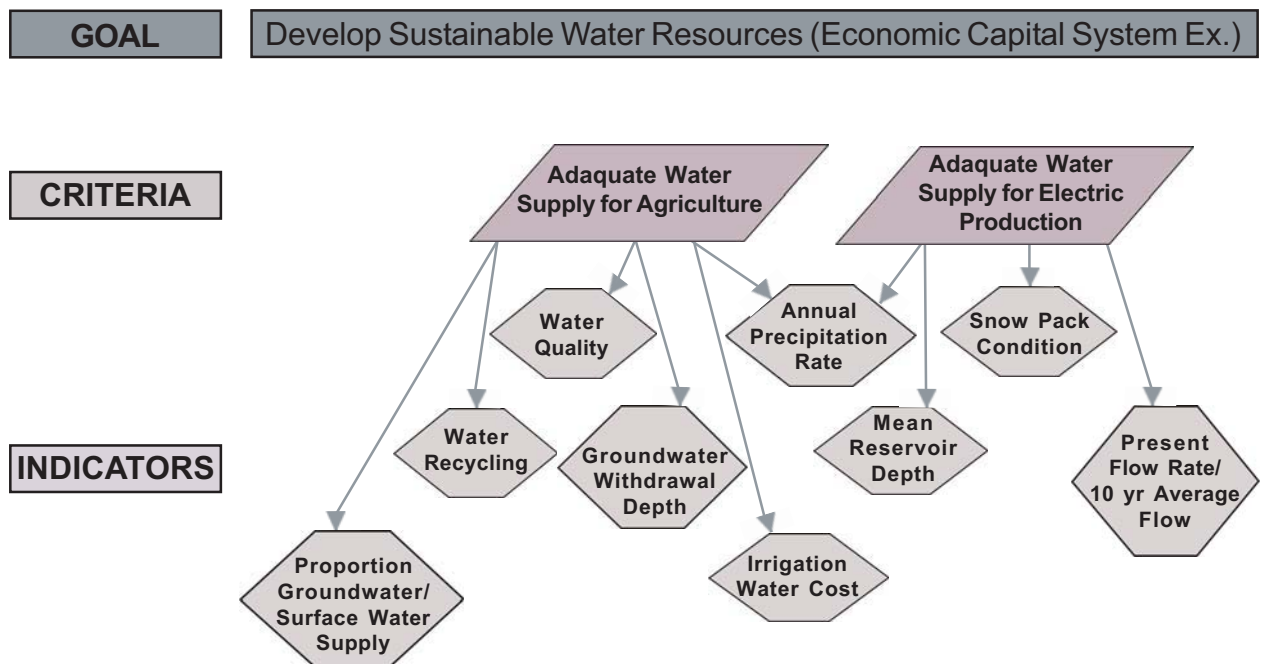 GOAL
Develop Sustainable Water Resources (Economic Capital System Ex.)
CRITERIA
Adaquate Water
Supply for Agriculture
Adaquate Water
Supply for Electric
Production
INDICATORS
Water
Quality
Annual
Precipitation
Rate
Snow Pack
Condition
Water
Recycling
Groundwater
Withdrawal
Depth
Mean
Reservoir
Depth
Present
Flow Rate/
10 yr Average
Flow
Proportion
Groundwater/
Surface Water
Supply
Irrigation
Water Cost